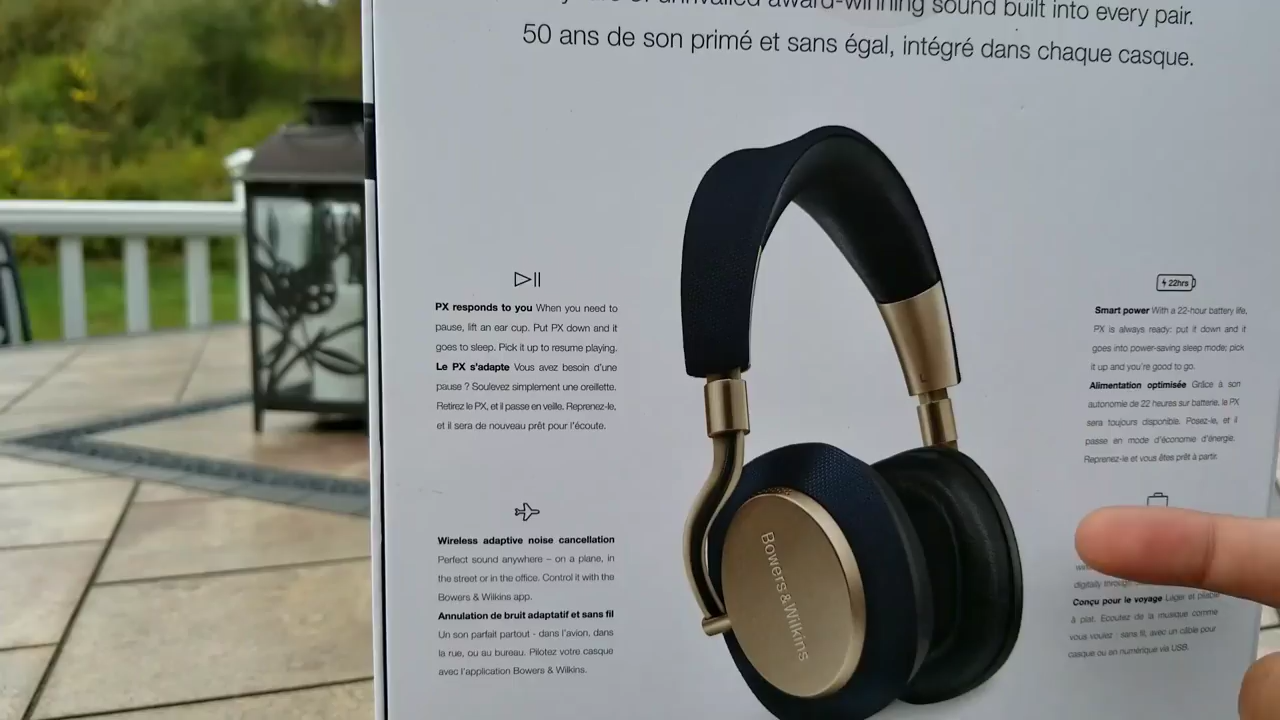 award-winning sound built into every pair.
50 ans de son primé et sans égal, intégré dans chaque casque.
PX responds to you When you need to
pause, lift an ear cup. Put PX down and it
goes to sleep. Pick it up to resume playing.
Le PX s'adapte Vous avez besoin d'une
pause ? Soulevez simplement une oreillette.
Retirez le PX, et il passe en veille. Reprenez-le,
et il sera de nouveau prêt pour l'écoute.
Wireless adaptive noise cancellation
Perfect sound anywhere – on a plane, in
the street or in the office. Control it with the
Bowers & Wilkins app.
Annulation de bruit adaptatif et sans fil
Un son parfait partout - dans l'avion, dans
la rue, ou au bureau. Pilotez votre casque
avec l'application Bowers & Wilkins.
L
Bowers & Wilkins
22hrs
Smart power With a 22-hour battery life,
PX is always ready: put it down and it
goes into power-saving sleep mode; pick
it up and you're good to go.
Alimentation optimisée Grâce à son
autonomie de 22 heures sur batterie, le PX
sera toujours disponible. Posez-le, et il
passe en mode d'économie d'énergie.
Reprenez-le et vous êtes prêt à partir.
digitally through
Conçu pour le voyage Léger et pliable
à plat. Ecoutez de la musique comme
vous voulez : sans fil, avec un câble pour
casque ou en numérique via USB.